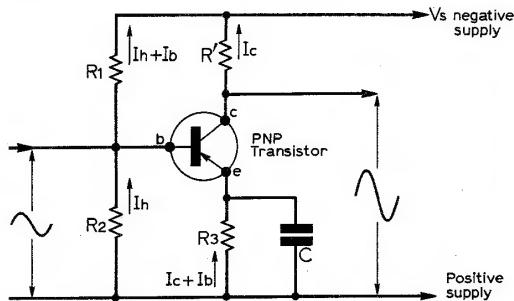 Vs negative
supply
Ih+Ib
R1
R'
Ic
c
b
PNP
Transistor
e
Ih
R2
R3
C
Ic+Ib
Positive
supply